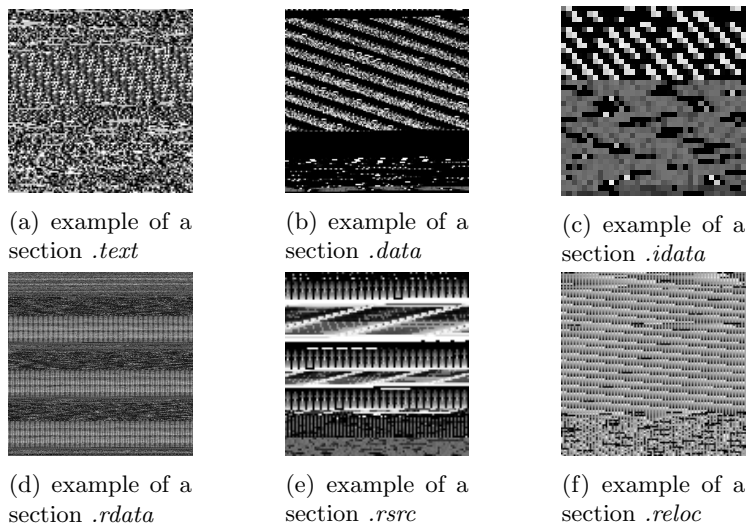 (a) example of a
section .text
(b) example of a
section .data
(c) example of a
section .idata
(d) example of a
section .rdata
(e) example of a
section .rsrc
(f) example of a
section .reloc